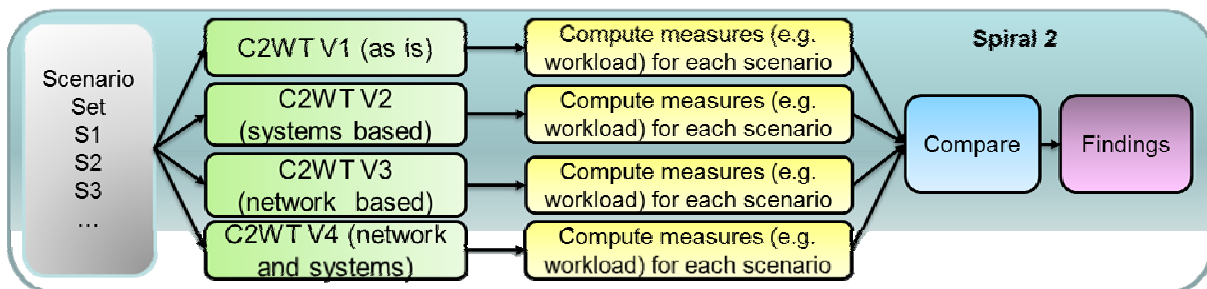 Scenario
Set
S1
S2
S3
...
C2WT V1 (as is)
C2WT V2
(systems based)
C2WT V3
(network based)
C2WT V4 (network
and systems)
Compute measures (e.g.
workload) for each scenario
Compute measures (e.g.
workload) for each scenario
Compute measures (e.g.
workload) for each scenario
Compute measures (e.g.
workload) for each scenario
Spiral 2
Compare
Findings